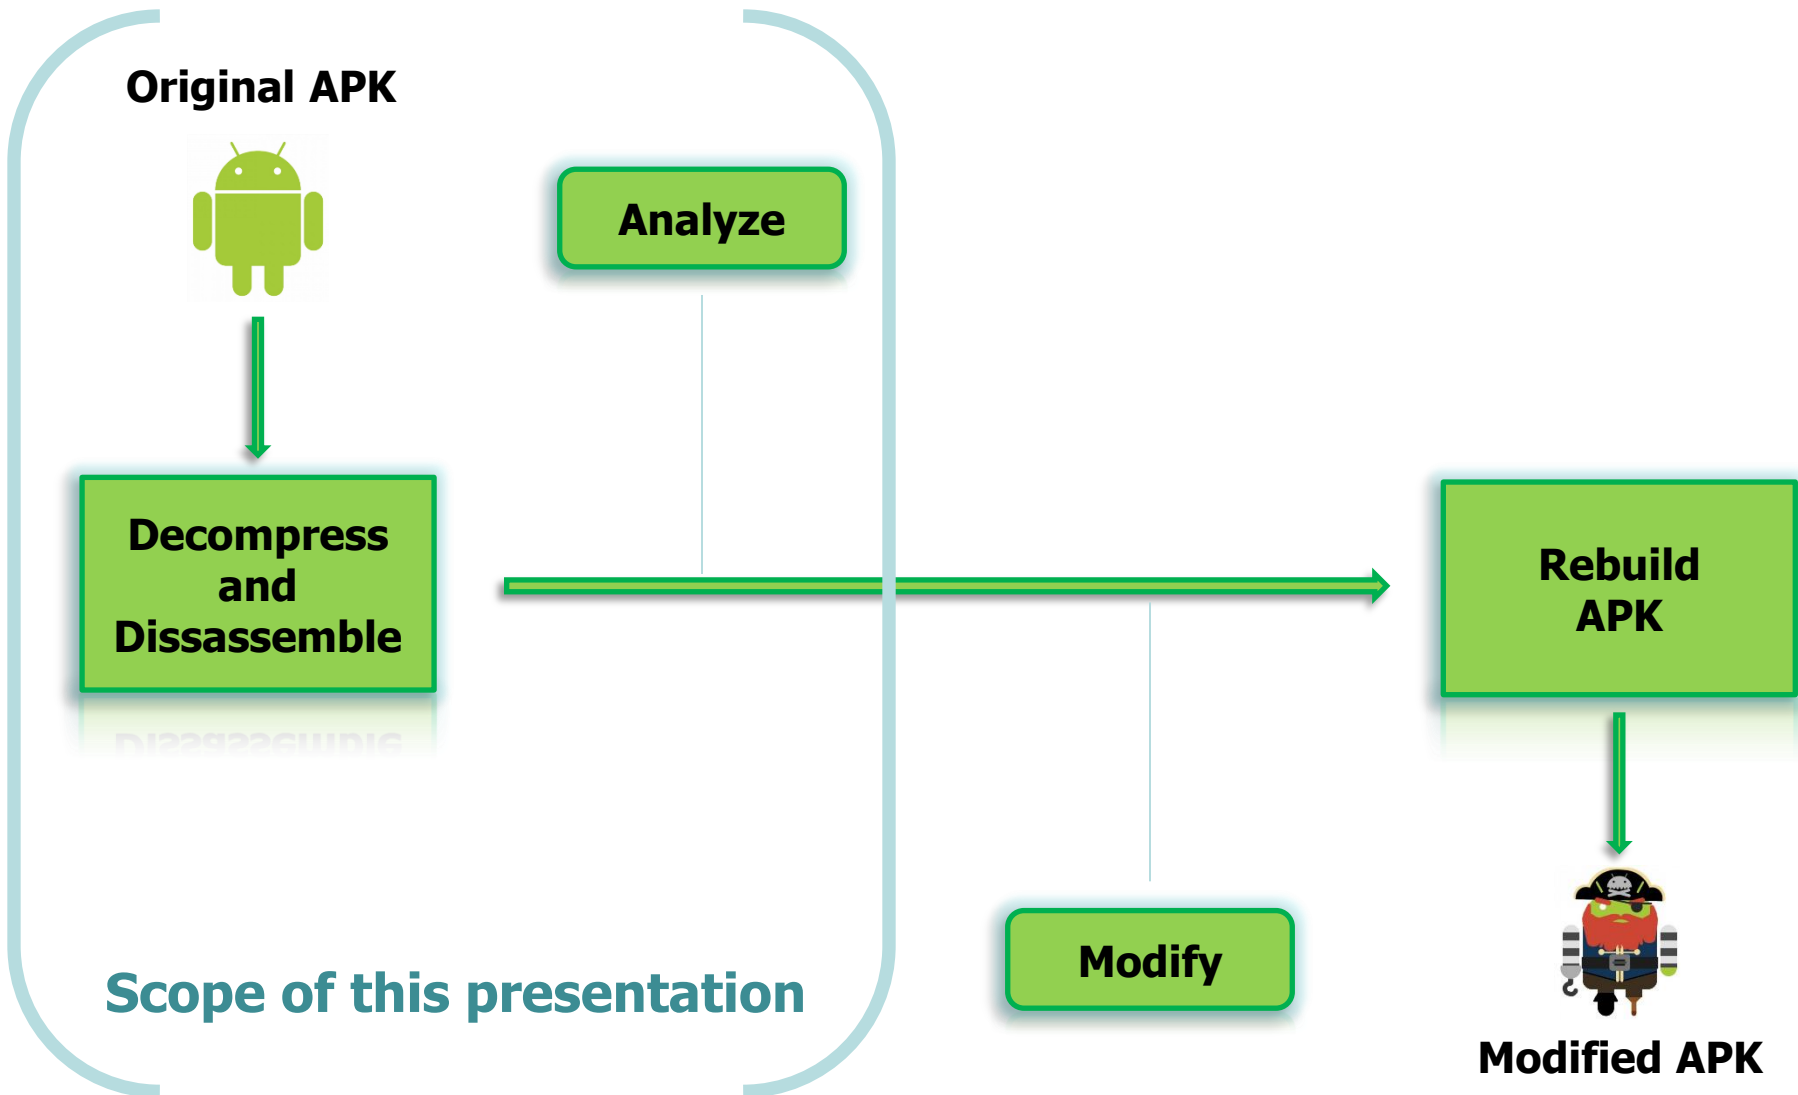 Original APK
Analyze
Decompress
and
Dissassemble
Rebuild
APK
Modify
Scope of this presentation
Modified APK